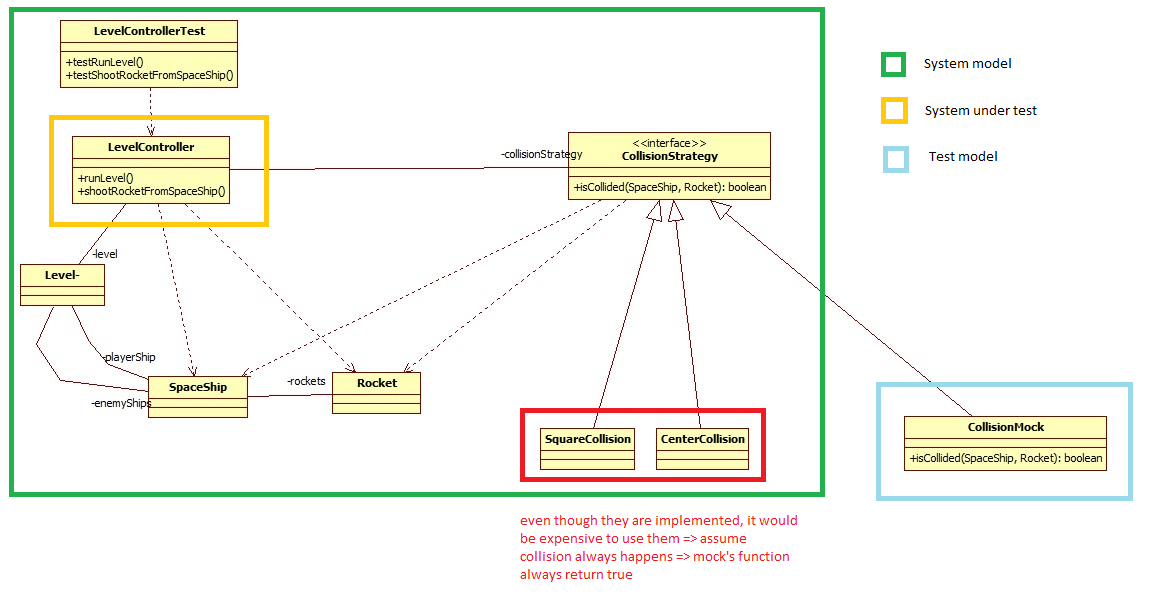 LevelControllerTest
+testRunLevel()
+testShootRocketFromSpaceShip()
LevelController
+runLevel()
+shootRocketFromSpaceShip()
-collisionStrategy
<<interface>>
CollisionStrategy
+isCollided(SpaceShip, Rocket): boolean
-level
Level-
-playerShip
-enemyShips
SpaceShip
-rockets
Rocket
SquareCollision
CenterCollision
CollisionMock
+isCollided(SpaceShip, Rocket): boolean
System model
System under test
Test model
even though they are implemented, it would
be expensive to use them => assume
collision always happens => mock's function
always return true